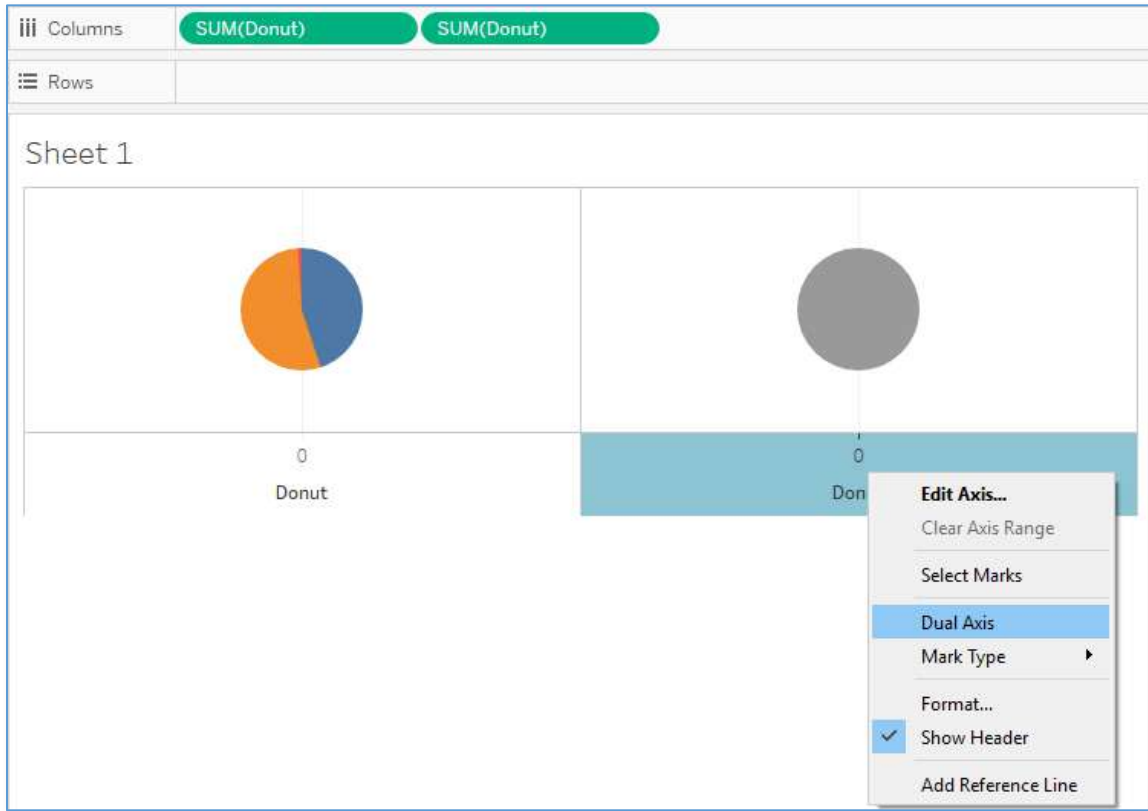 Columns SUM(Donut) SUM(Donut)
Rows
Sheet 1
0 0
Donut Don
Edit Axis...
Clear Axis Range
Select Marks
Dual Axis
Mark Type
Format...
Show Header
Add Reference Line